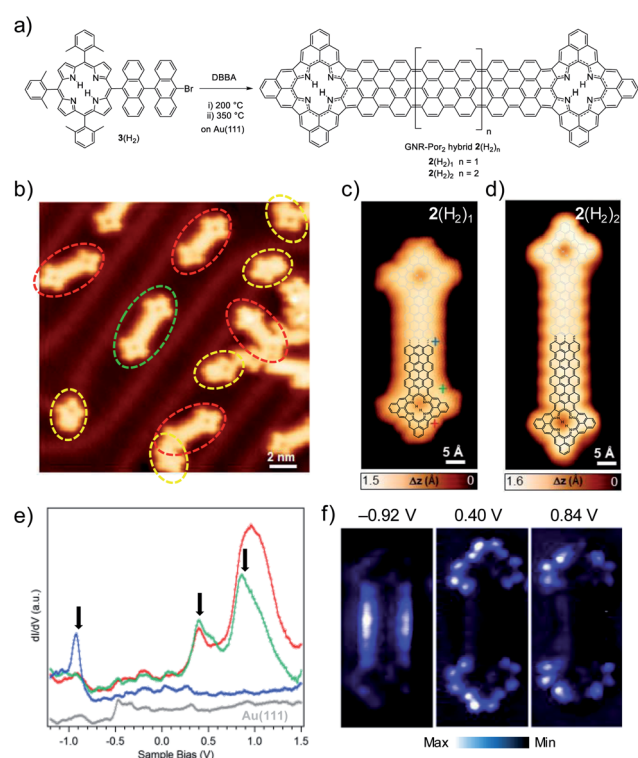 a)
Br
N
N
H
H
N
N
3(H₂)
DBBA
i) 200 °C
ii) 350 °C
on Au(111)
N
N
H
H
N
N
n
N
N
H
H
N
N
GNR-Por₂ hybrid 2(H₂)ₙ
2(H₂)₁ n = 1
2(H₂)₂ n = 2
b)
2 nm
c)
2(H₂)₁
5 Å
1.5 Δz (Å) 0
d)
2(H₂)₂
5 Å
1.6 Δz (Å) 0
e)
dI/dV (a.u.)
Au(111)
-1.0 -0.5 0.0 0.5 1.0 1.5
Sample Bias (V)
f)
–0.92 V 0.40 V 0.84 V
Max Min